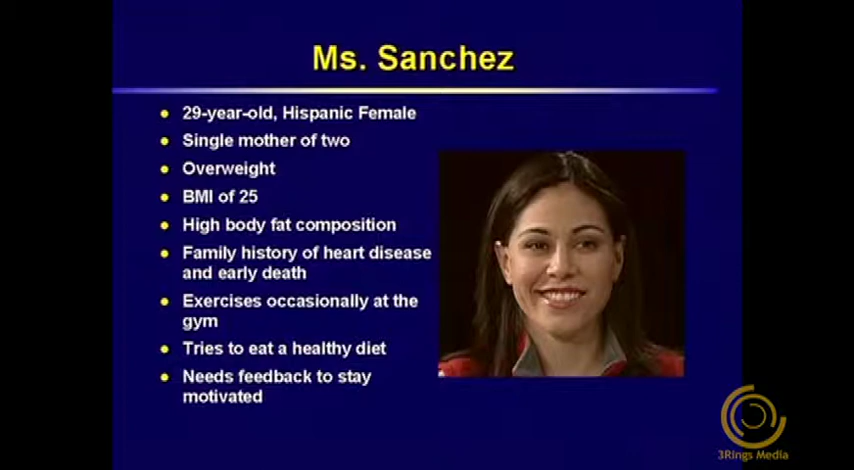 Ms. Sanchez
29-year-old, Hispanic Female
Single mother of two
Overweight
BMI of 25
High body fat composition
Family history of heart disease
and early death
Exercises occasionally at the
gym
Tries to eat a healthy diet
Needs feedback to stay
motivated
3Rings Media